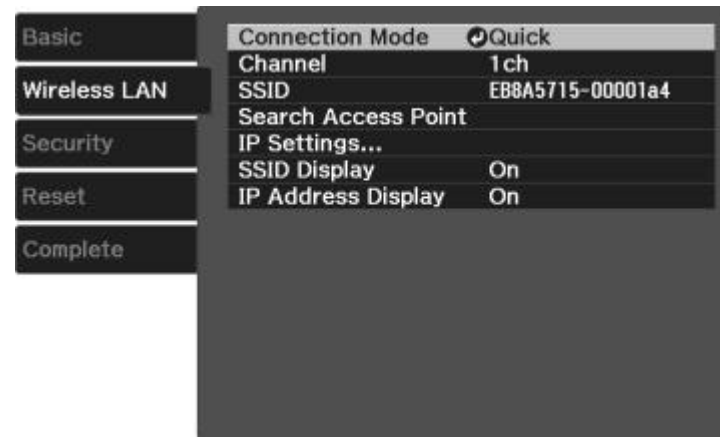 Basic
Wireless LAN
Security
Reset
Complete
Connection Mode Quick
Channel 1ch
SSID EB8A5715-00001a4
Search Access Point
IP Settings...
SSID Display On
IP Address Display On